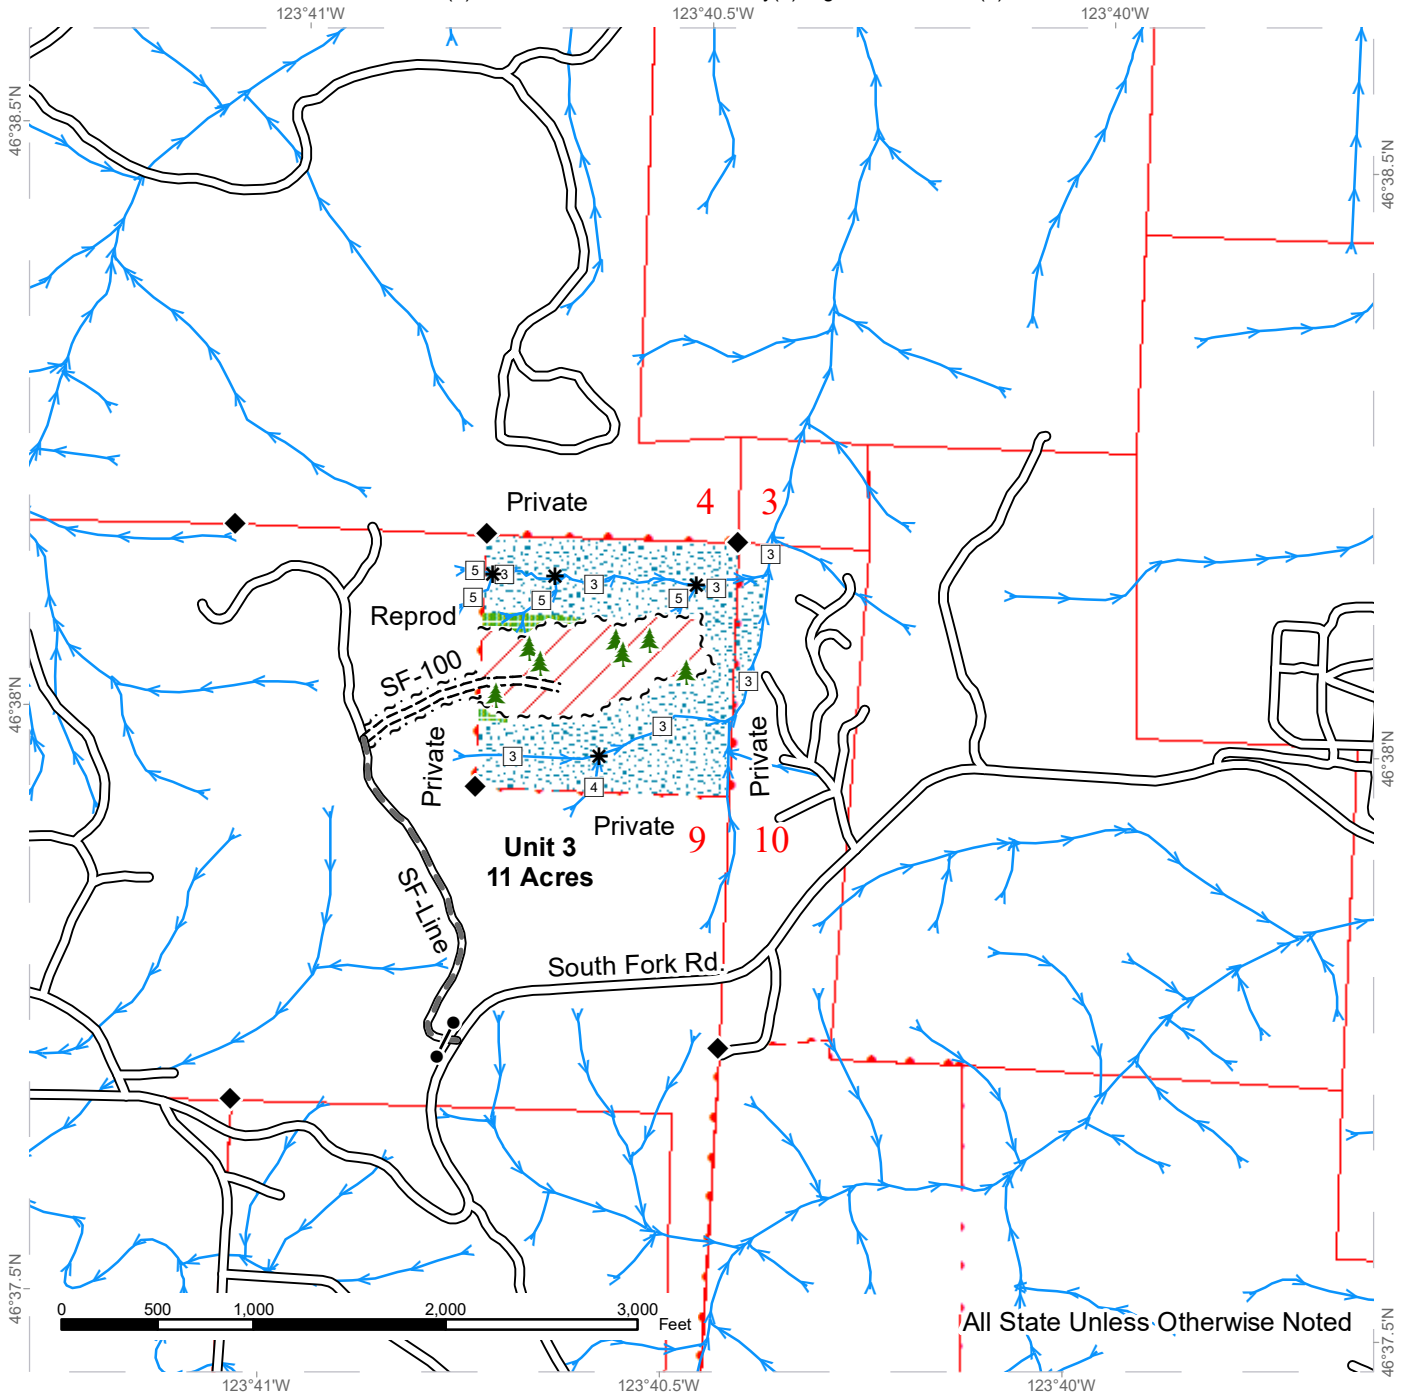 123°41'W
123°40.5'W
123°40'W
46°38.5'N
46°38.5'N
Private
4
3
3
5
3
3
3
5
5
5
Reprod
SF-100
3
46°38'N
3
Private
Private
3
4
46°38'N
Private
9
10
Unit 3
11 Acres
SF-Line
South Fork Rd.
46°37.5'N
0 500 1,000 2,000 3,000
Feet
All State Unless Otherwise Noted
46°37.5'N
123°41'W
123°40.5'W
123°40'W